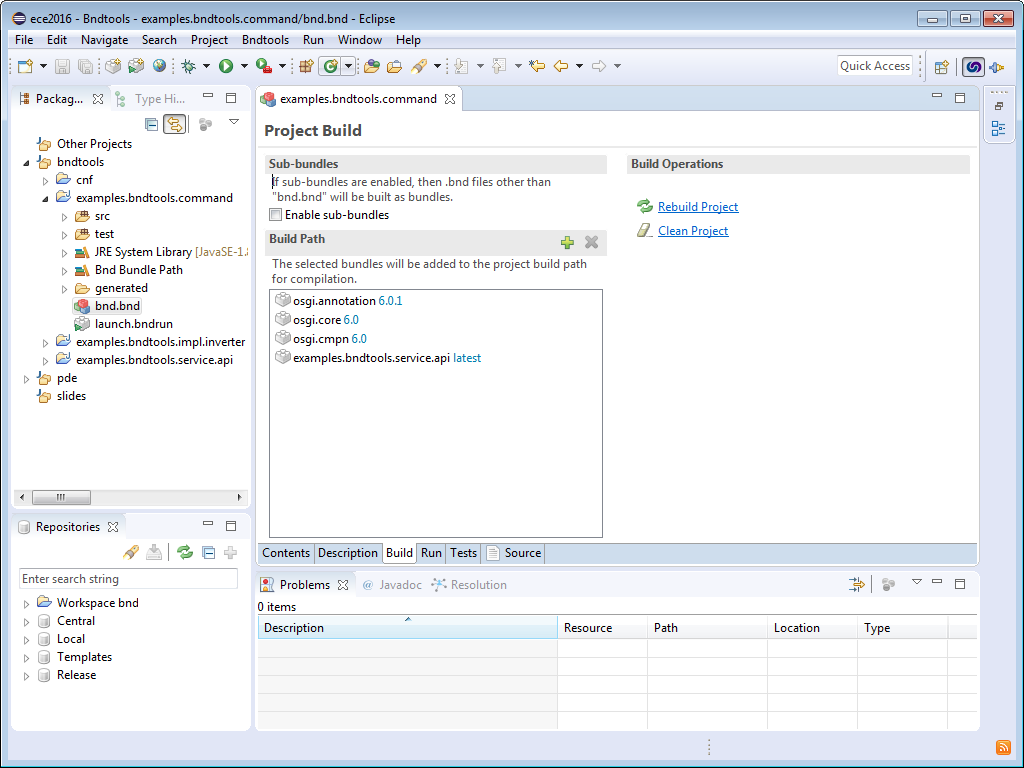 ece2016 - Bndtools - examples.bndtools.command/bnd.bnd - Eclipse
File Edit Navigate Search Project Bndtools Run Window Help
Quick Access
Packag...
Type Hi...
Other Projects
bndtools
cnf
examples.bndtools.command
src
test
JRE System Library [JavaSE-1.
Bnd Bundle Path
generated
bnd.bnd
launch.bndrun
examples.bndtools.impl.inverter
examples.bndtools.service.api
pde
slides
Repositories
Enter search string
Workspace bnd
Central
Local
Templates
Release
examples.bndtools.command
Project Build
Sub-bundles
If sub-bundles are enabled, then .bnd files other than
"bnd.bnd" will be built as bundles.
Enable sub-bundles
Build Path
The selected bundles will be added to the project build path
for compilation.
osgi.annotation 6.0.1
osgi.core 6.0
osgi.cmpn 6.0
examples.bndtools.service.api latest
Build Operations
Rebuild Project
Clean Project
Contents Description Build Run Tests Source
Problems @ Javadoc Resolution
0 items
Description Resource Path Location Type